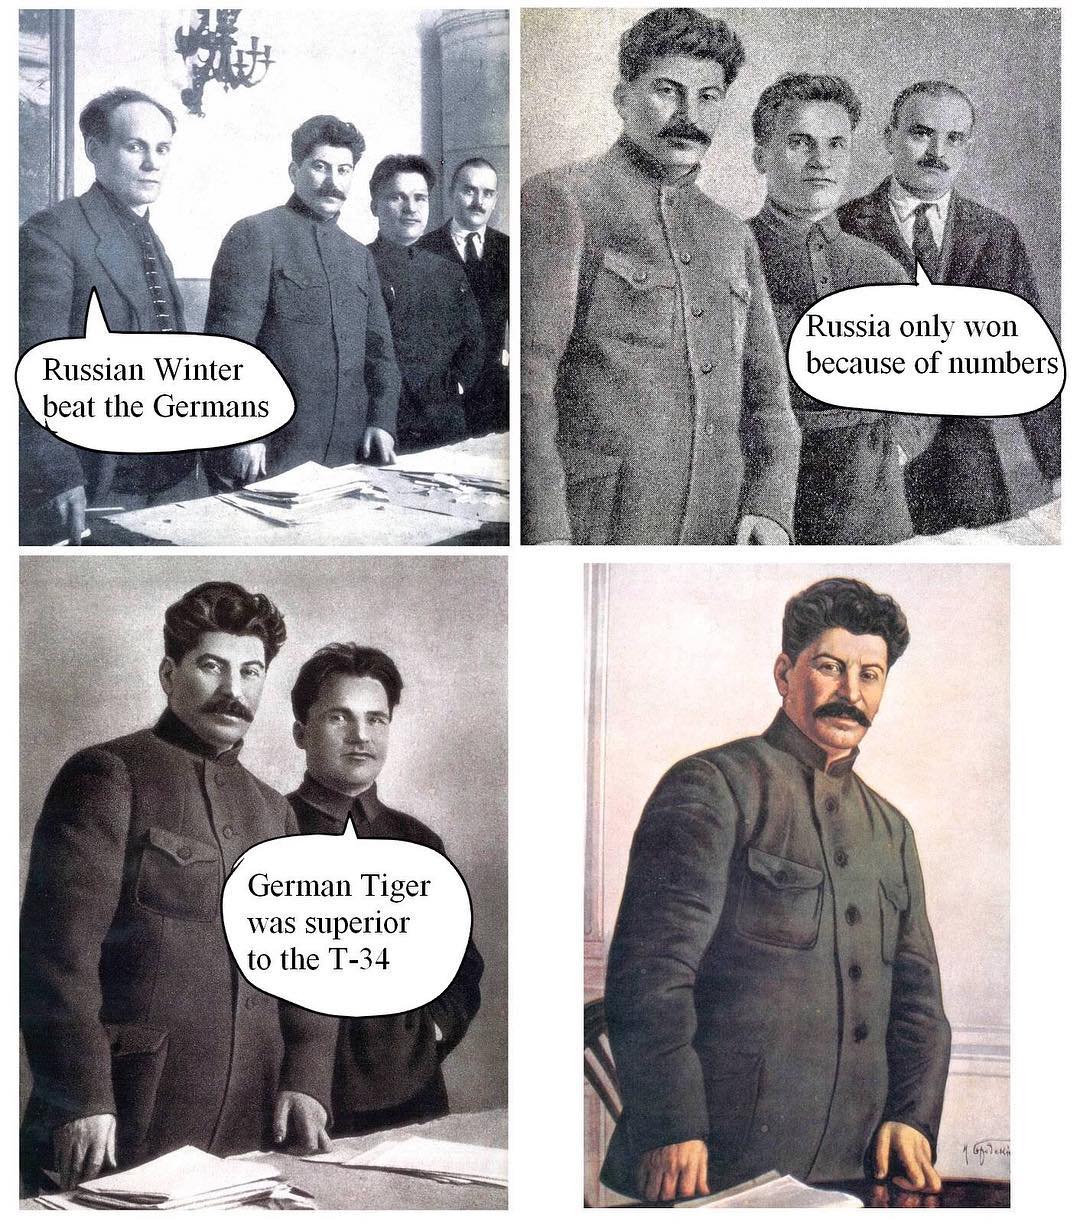 Russian Winter
beat the Germans
Russia only won
because of numbers
German Tiger
was superior
to the T-34